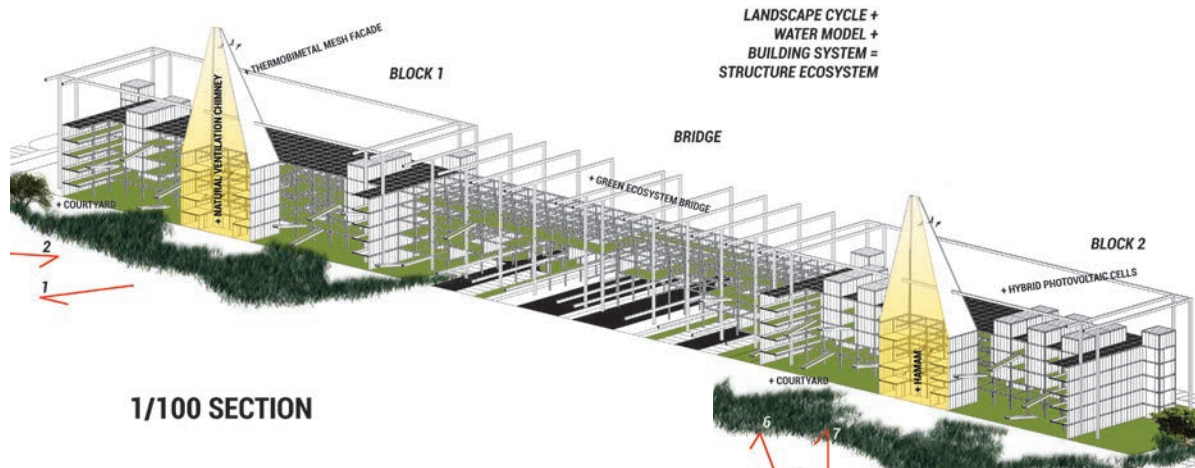 LANDSCAPE CYCLE +
WATER MODEL +
BUILDING SYSTEM =
STRUCTURE ECOSYSTEM
+ THERMOBIMETAL MESH FACADE
BLOCK 1
+ NATURAL VENTILATION CHIMNEY
BRIDGE
+ GREEN ECOSYSTEM BRIDGE
+ COURTYARD
2
1
BLOCK 2
+ HYBRID PHOTOVOLTAIC CELLS
+ HAMAM
+ COURTYARD
1/100 SECTION
6
7